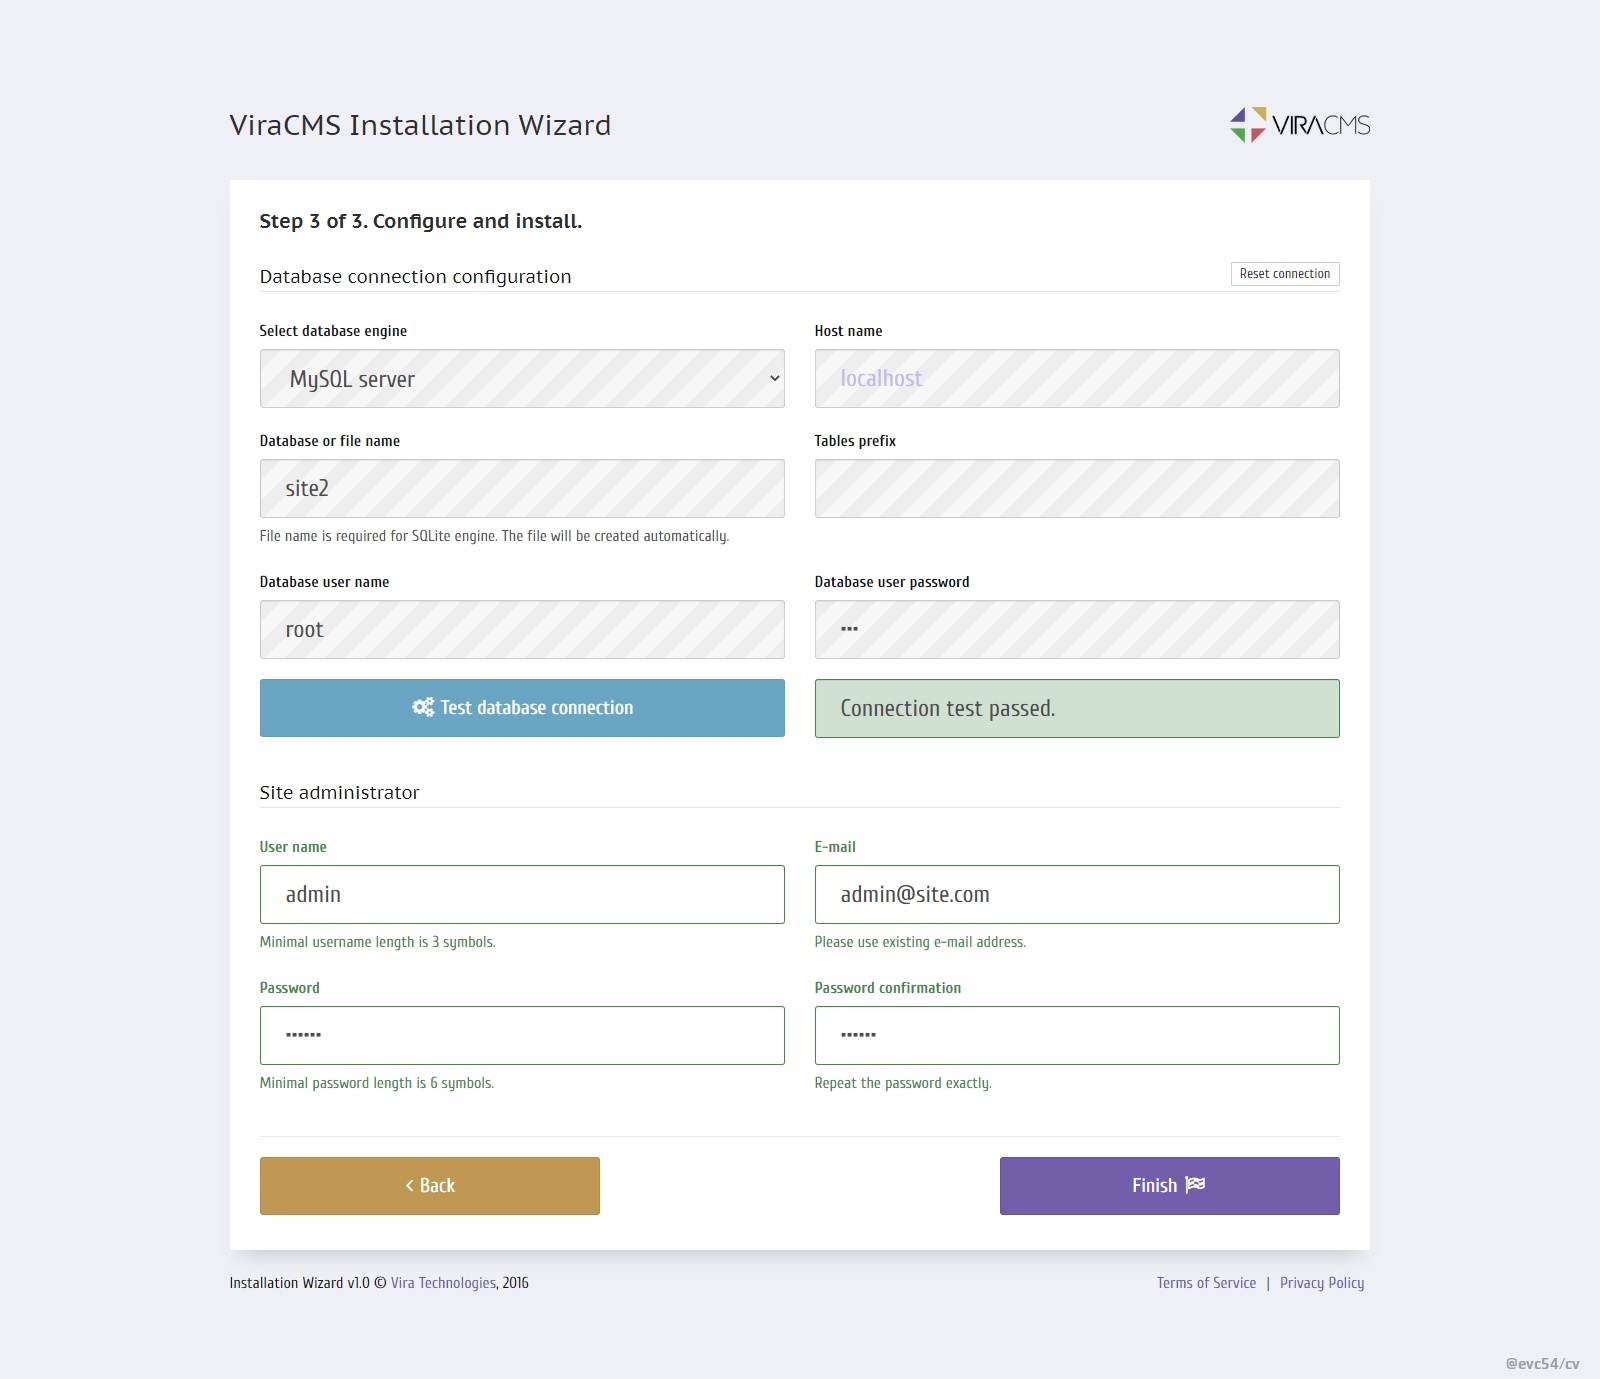 ViraCMS Installation Wizard
VIRACMS
Step 3 of 3. Configure and install.
Database connection configuration
Reset connection
Select database engine
Host name
MySQL server
localhost
Database or file name
Tables prefix
site2
File name is required for SQLite engine. The file will be created automatically.
Database user name
Database user password
root
•••
Test database connection
Connection test passed.
Site administrator
User name
E-mail
admin
admin@site.com
Minimal username length is 3 symbols.
Please use existing e-mail address.
Password
Password confirmation
••••••
••••••
Minimal password length is 6 symbols.
Repeat the password exactly.
< Back
Finish
Installation Wizard v1.0 © Vira Technologies, 2016
Terms of Service | Privacy Policy
@evc54/cv